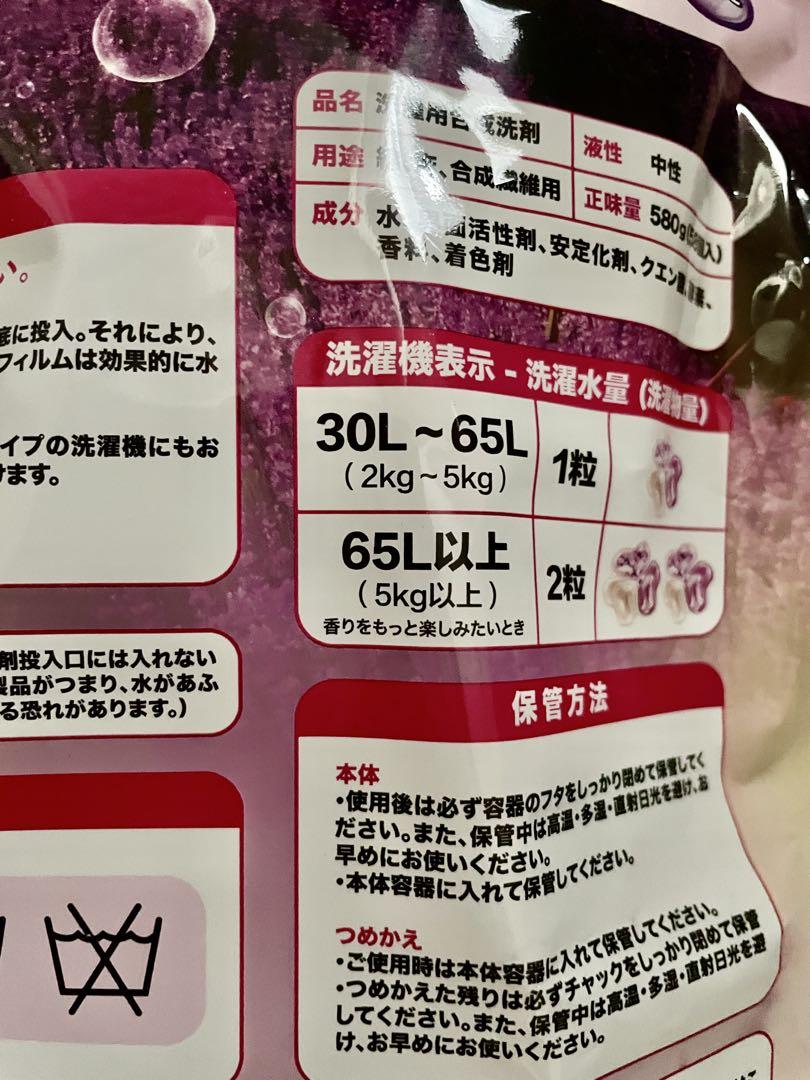 品名 洗濯用合成洗剤
液性 中性
用途 、合成繊維用
正味量 580g
成分 水 面活性剤、安定化剤、クエン酸
香料、着色剤
い。
底に投入。それにより、
フィルムは効果的に水
イプの洗濯機にもお
けます。
剤投入口には入れない
製品がつまり、水があふ
る恐れがあります。)
洗濯機表示 - 洗濯水量 (洗濯物量)
30L～65L
(2kg～5kg)
1粒
65L以上
(5kg以上)
香りをもっと楽しみたいとき
2粒
保管方法
本体
・使用後は必ず容器のフタをしっかり閉めて保管してく
ださい。また、保管中は高温・多湿・直射日光を避け、お
早めにお使いください。
・本体容器に入れて保管してください。
つめかえ
・ご使用時は本体容器に入れて保管してください。
・つめかえた残りは必ずチャックをしっかり閉めて保管
してください。また、保管中は高温・多湿・直射日光を避
け、お早めにお使いください。